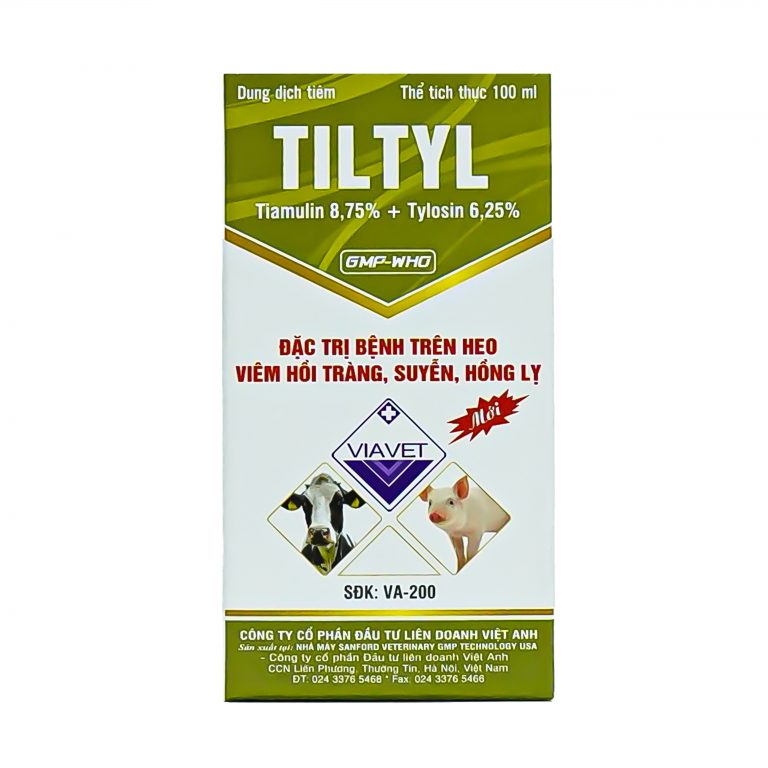 Dung dịch tiêm Thể tích thực 100 ml
TILTYL
Tiamulin 8,75% + Tylosin 6,25%
GMP-WHO
ĐẶC TRỊ BỆNH TRÊN HEO
VIÊM HỒI TRÀNG, SUYỄN, HỒNG LỴ
Mới
VIAVET
SĐK: VA-200
CÔNG TY CỔ PHẦN ĐẦU TƯ LIÊN DOANH VIỆT ANH
Sản xuất tại: NHÀ MÁY SANFORD VETERINARY GMP TECHNOLOGY USA
- Công ty cổ phần Đầu tư liên doanh Việt Anh
CCN Liên Phương, Thường Tín, Hà Nội, Việt Nam
ĐT: 024 3376 5468 * Fax. 024 3376 5466